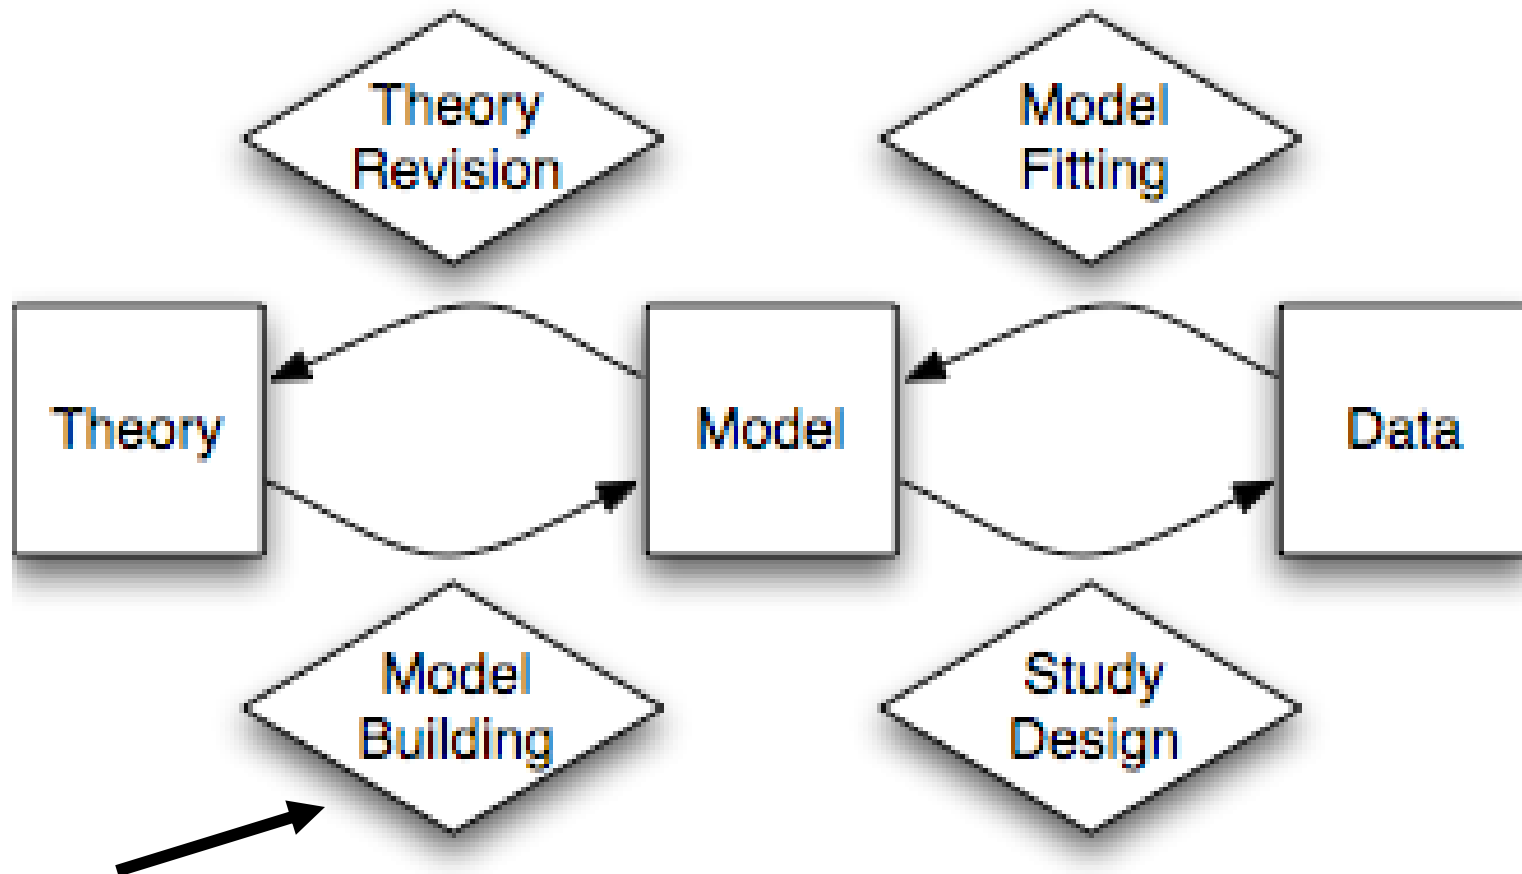 Theory
Revision
Model
Fitting
Theory
Model
Data
Model
Building
Study
Design